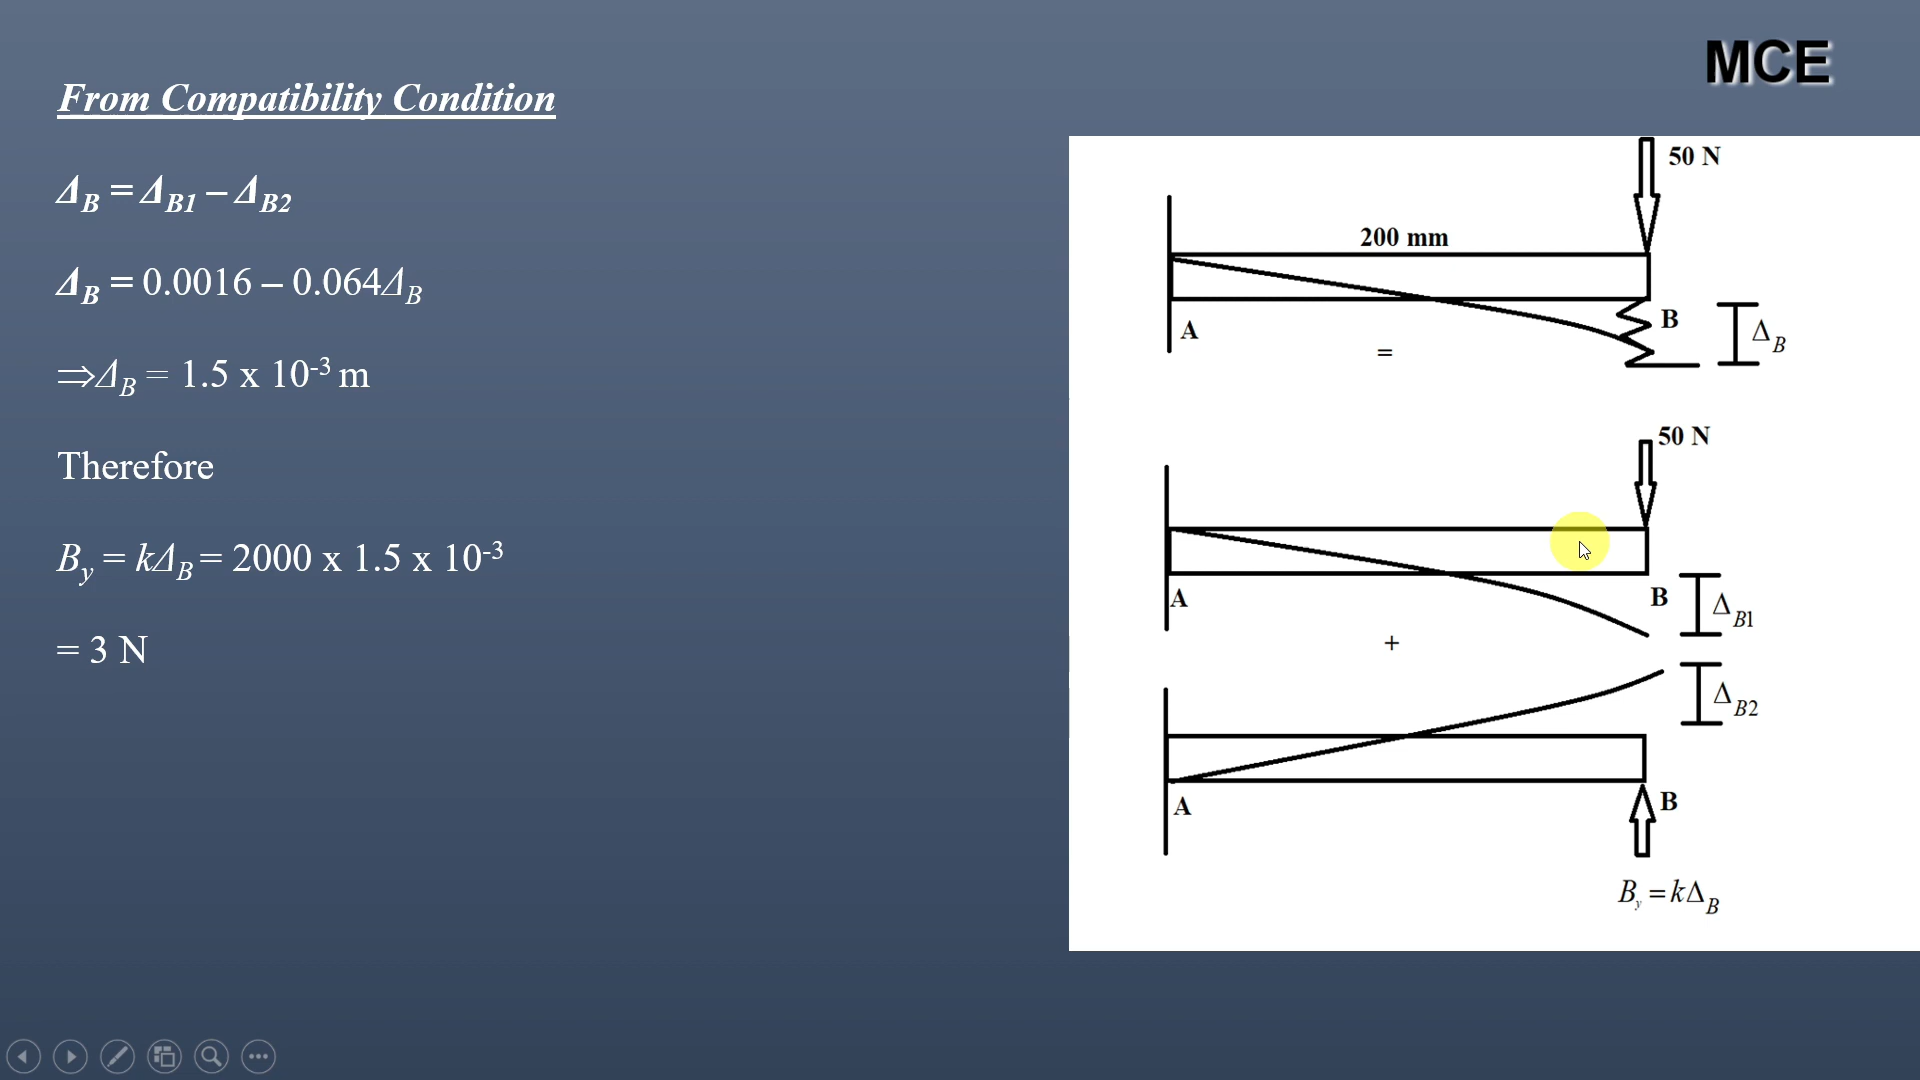 MCE
From Compatibility Condition
Δ_B = Δ_B1 – Δ_B2
Δ_B = 0.0016 – 0.064Δ_B
⇒Δ_B = 1.5 x 10^-3 m
Therefore
B_y = kΔ_B = 2000 x 1.5 x 10^-3
= 3 N
50 N
200 mm
A
B
Δ_B
=
50 N
A
B
Δ_B1
+
Δ_B2
A
B
B_y = kΔ_B